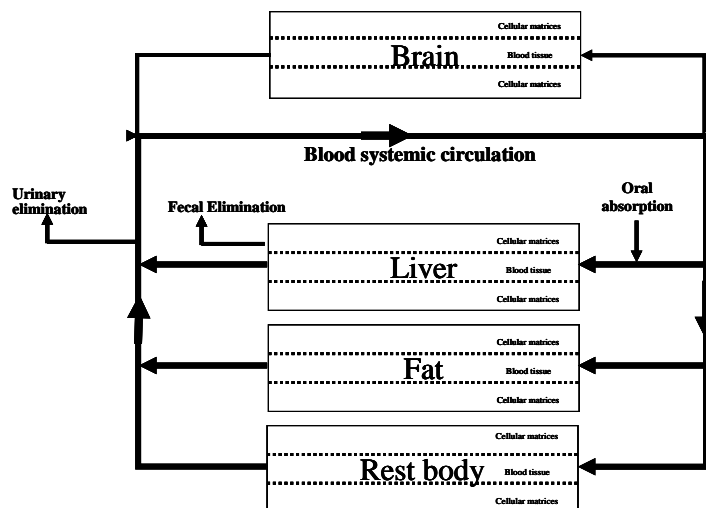 Cellular matrices
Brain
Blood tissue
Cellular matrices
Blood systemic circulation
Urinary
elimination
Fecal Elimination
Oral
absorption
Cellular matrices
Liver
Blood tissue
Cellular matrices
Cellular matrices
Fat
Blood tissue
Cellular matrices
Cellular matrices
Rest body
Blood tissue
Cellular matrices